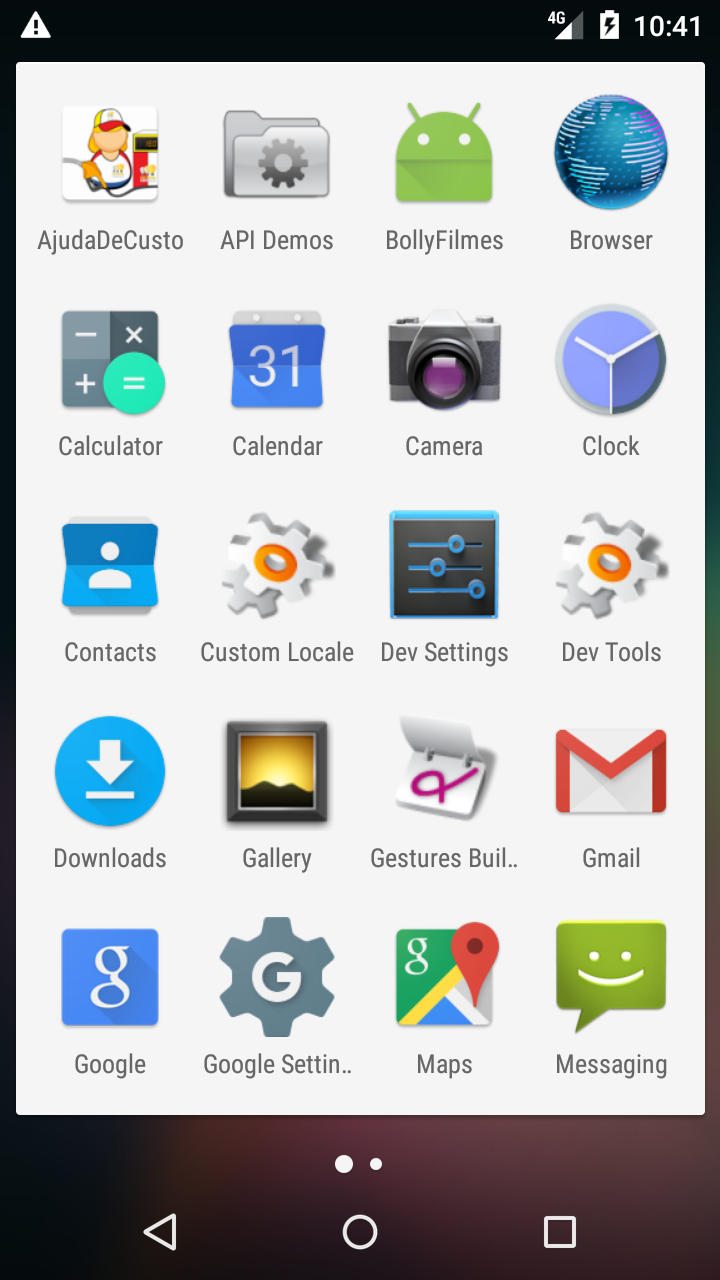 4G 10:41
AjudaDeCusto API Demos BollyFilmes Browser
31
Calculator Calendar Camera Clock
Contacts Custom Locale Dev Settings Dev Tools
Downloads Gallery Gestures Buil.. Gmail
g G g
Google Google Settin.. Maps Messaging